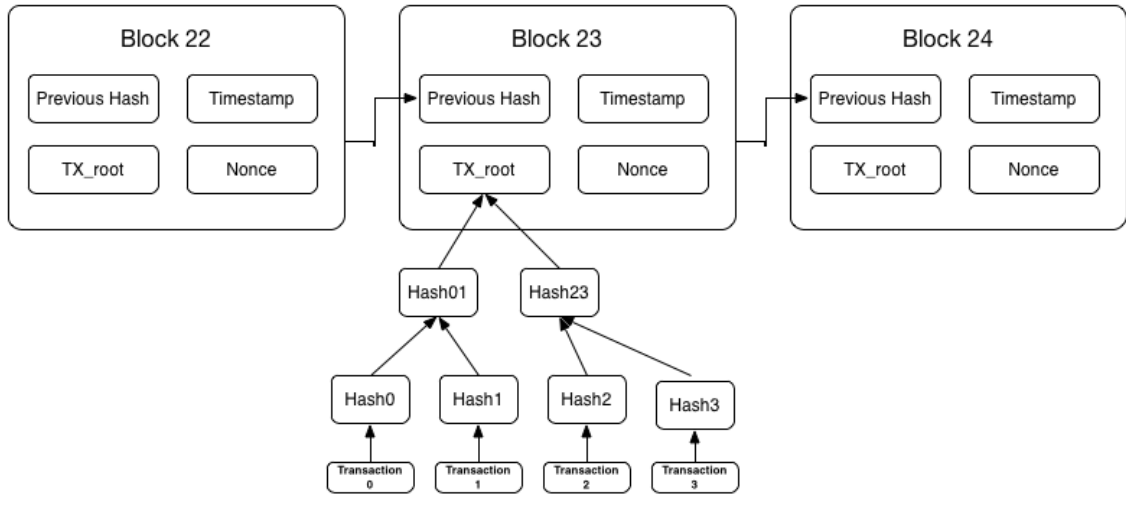 Block 22
Block 23
Block 24
Previous Hash
Timestamp
Previous Hash
Timestamp
Previous Hash
Timestamp
TX_root
Nonce
TX_root
Nonce
TX_root
Nonce
Hash01
Hash23
Hash0
Hash1
Hash2
Hash3
Transaction
0
Transaction
1
Transaction
2
Transaction
3